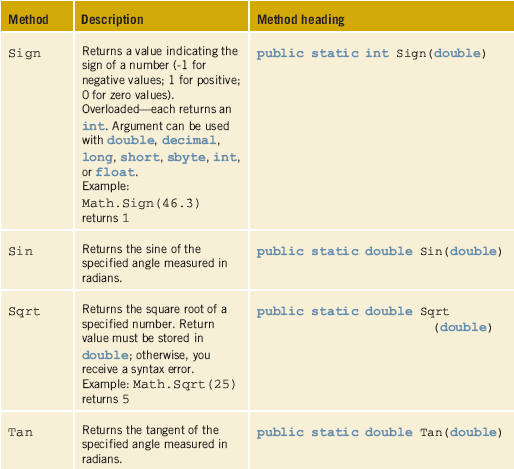 Method Description Method heading
Sign
Returns a value indicating the
sign of a number (-1 for
negative values; 1 for positive;
0 for zero values).
Overloaded—each returns an
int. Argument can be used
with double, decimal,
long, short, sbyte, int,
or float.
Example:
Math.Sign(46.3)
returns 1
public static int Sign(double)
Sin
Returns the sine of the
specified angle measured in
radians.
public static double Sin(double)
Sqrt
Returns the square root of a
specified number. Return
value must be stored in
double; otherwise, you
receive a syntax error.
Example: Math.Sqrt(25)
returns 5
public static double Sqrt
(double)
Tan
Returns the tangent of the
specified angle measured in
radians.
public static double Tan(double)